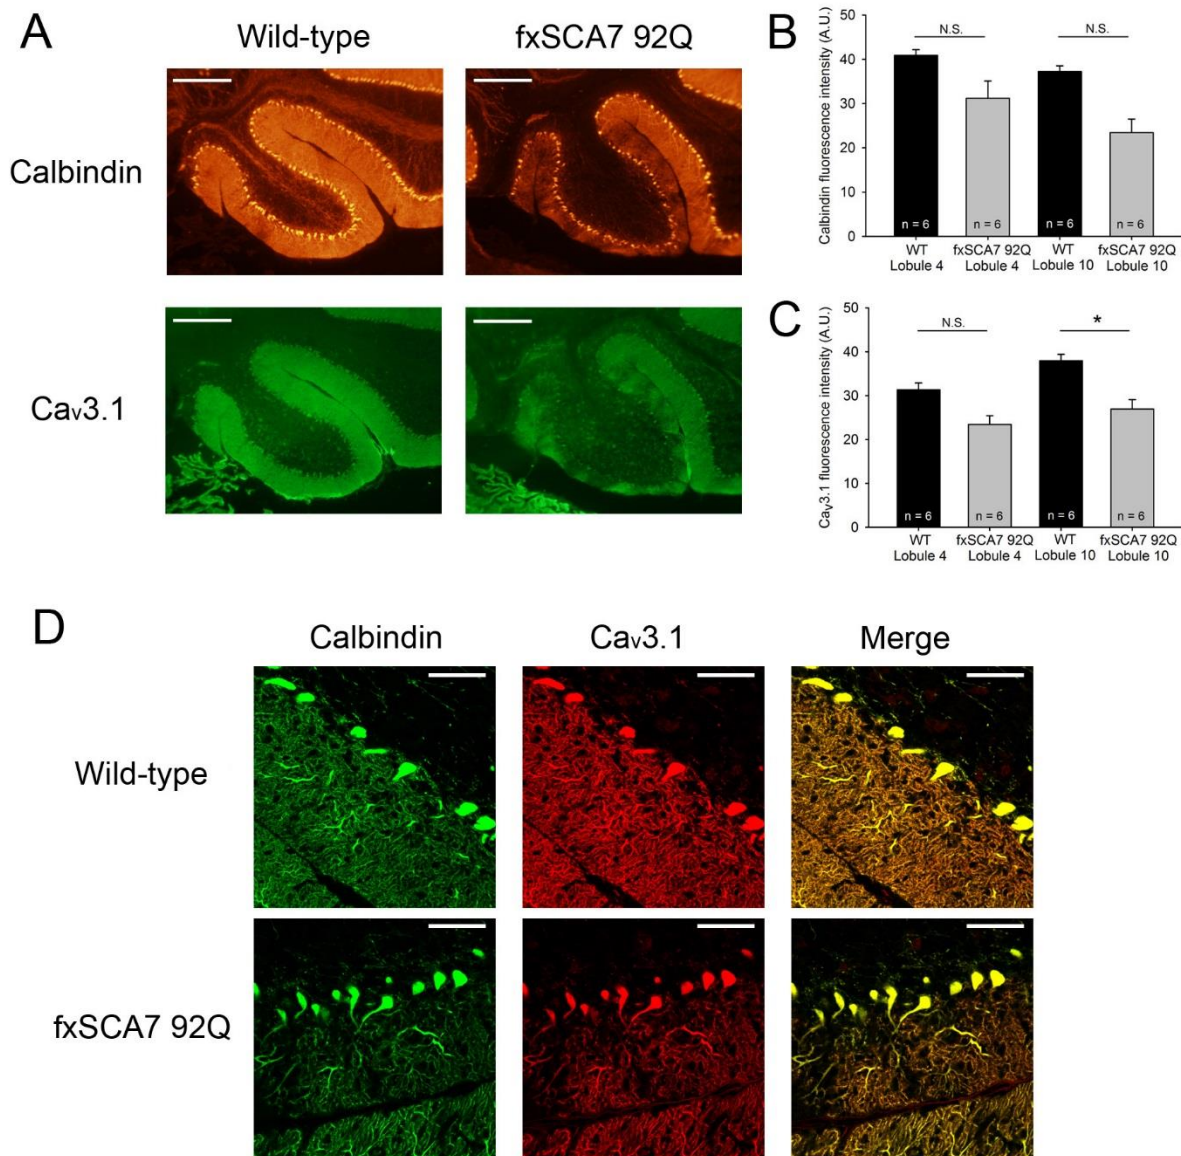 A
Wild-type
fxSCA7 92Q
Calbindin
Cav3.1
B
Calbindin fluorescence intensity (A.U.)
50
40
30
20
10
0
N.S.
N.S.
n = 6
n = 6
n = 6
n = 6
WT fxSCA7 92Q WT fxSCA7 92Q
Lobule 4 Lobule 4 Lobule 10 Lobule 10
C
Cav3.1 fluorescence intensity (A.U.)
50
40
30
20
10
0
N.S.
*
n = 6
n = 6
n = 6
n = 6
WT fxSCA7 92Q WT fxSCA7 92Q
Lobule 4 Lobule 4 Lobule 10 Lobule 10
D
Calbindin
Cav3.1
Merge
Wild-type
fxSCA7 92Q